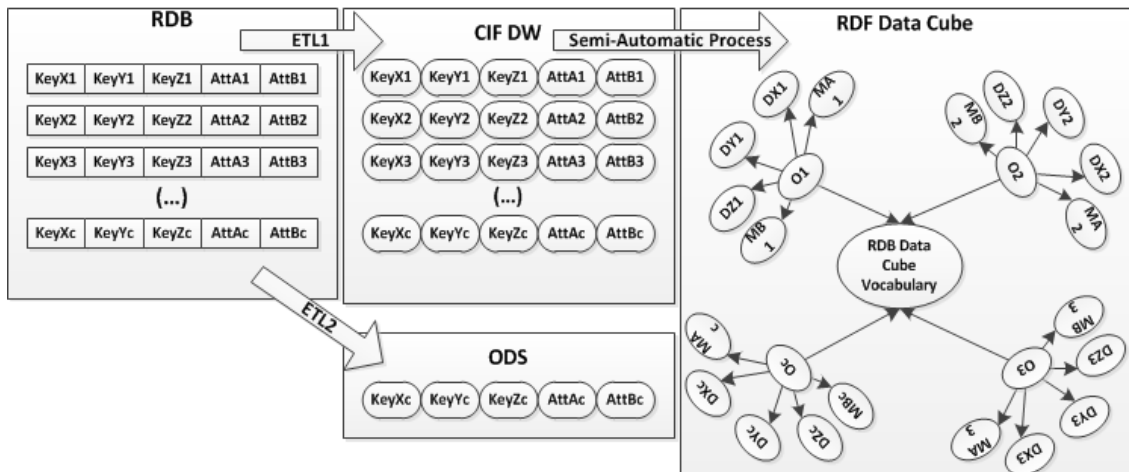 RDB
ETL1
CIF DW
Semi-Automatic Process
RDF Data Cube
KeyX1 KeyY1 KeyZ1 AttA1 AttB1
KeyX2 KeyY2 KeyZ2 AttA2 AttB2
KeyX3 KeyY3 KeyZ3 AttA3 AttB3
(...)
KeyXc KeyYc KeyZc AttAc AttBc
KeyX1 KeyY1 KeyZ1 AttA1 AttB1
KeyX2 KeyY2 KeyZ2 AttA2 AttB2
KeyX3 KeyY3 KeyZ3 AttA3 AttB3
(...)
KeyXc KeyYc KeyZc AttAc AttBc
ETL2
ODS
KeyXc KeyYc KeyZc AttAc AttBc
DX1
MA
1
DY1
O1
DZ1
MB
1
DZ2
MB
2
DY2
O2
DX2
MA
2
RDB Data
Cube
Vocabulary
MA
c
Oc
DXc
MBc
DYc
DZc
MB
3
O3
DZ3
DY3
MA
3
DX3